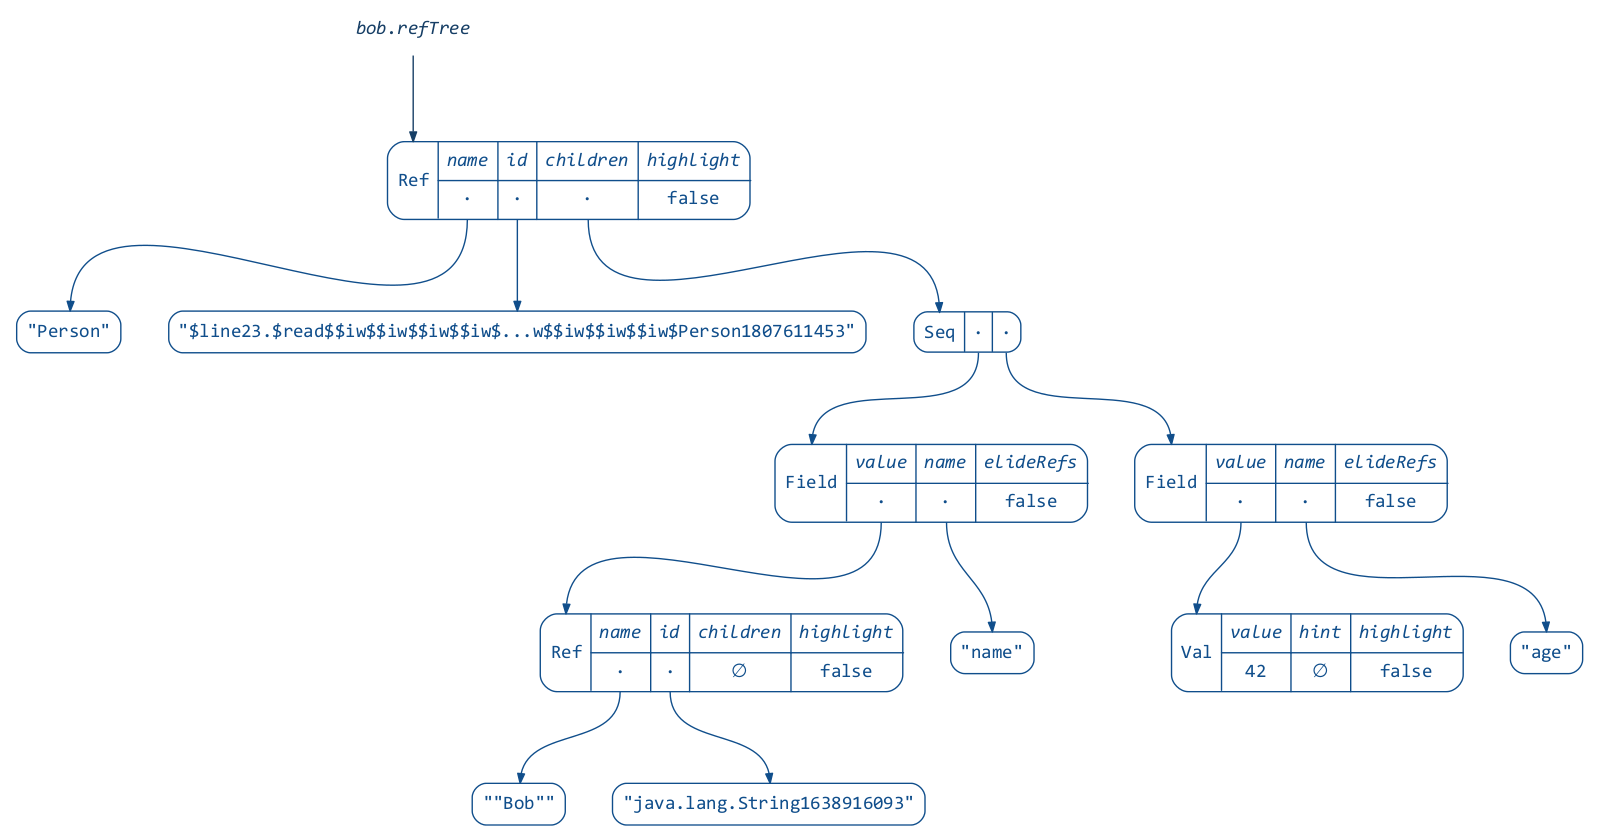 bob.refTree
Ref name id children highlight
· · · false
"Person"
"$line23.$read$$iw$$iw$$iw$$iw$...w$$iw$$iw$$iw$Person1807611453"
Seq · ·
Field value name elideRefs
· · false
Field value name elideRefs
· · false
Ref name id children highlight
· · ∅ false
"name"
Val value hint highlight
42 ∅ false
"age"
""Bob""
"java.lang.String1638916093"